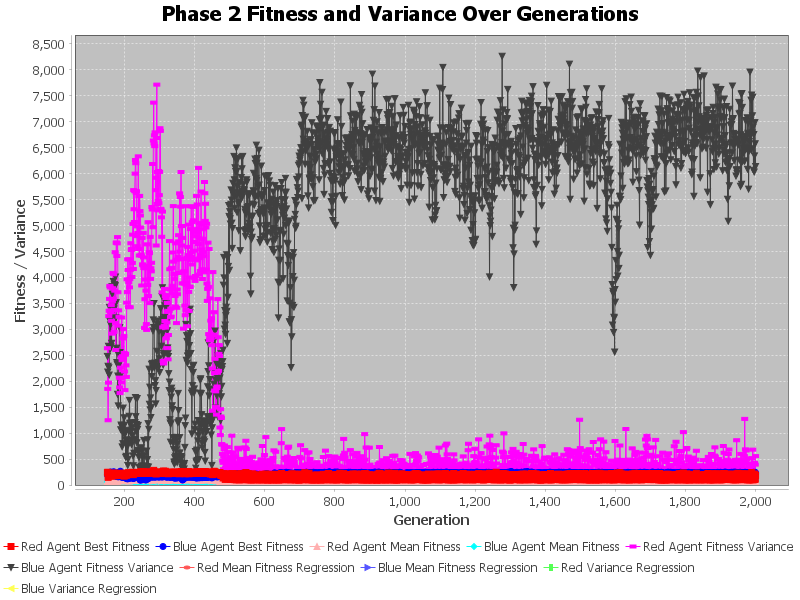 Phase 2 Fitness and Variance Over Generations
8,500
8,000
7,500
7,000
6,500
6,000
5,500
5,000
4,500
4,000
3,500
3,000
2,500
2,000
1,500
1,000
500
0
Fitness / Variance
200 400 600 800 1,000 1,200 1,400 1,600 1,800 2,000
Generation
Red Agent Best Fitness Blue Agent Best Fitness Red Agent Mean Fitness Blue Agent Mean Fitness Red Agent Fitness Variance
Blue Agent Fitness Variance Red Mean Fitness Regression Blue Mean Fitness Regression Red Variance Regression
Blue Variance Regression